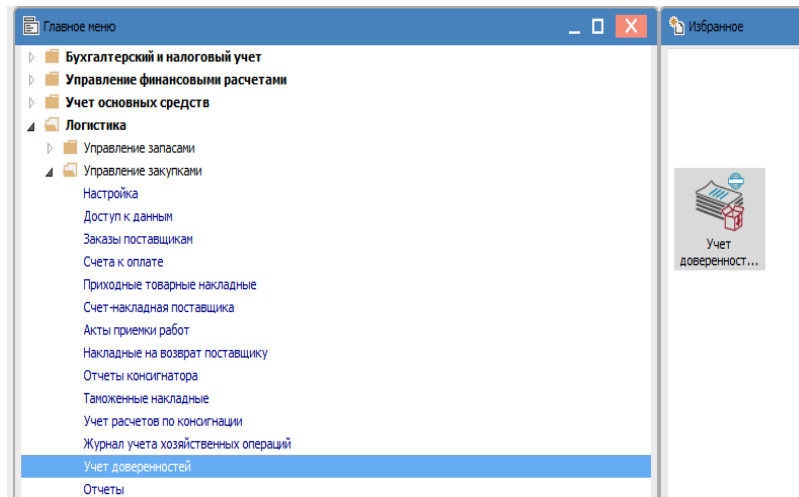 Главное меню
Бухгалтерский и налоговый учет
Управление финансовыми расчетами
Учет основных средств
Логистика
Управление запасами
Управление закупками
Настройка
Доступ к данным
Заказы поставщикам
Счета к оплате
Приходные товарные накладные
Счет-накладная поставщика
Акты приемки работ
Накладные на возврат поставщику
Отчеты консигнатора
Таможенные накладные
Учет расчетов по консигнации
Журнал учета хозяйственных операций
Учет доверенностей
Отчеты
Избранное
Учет
доверенност...